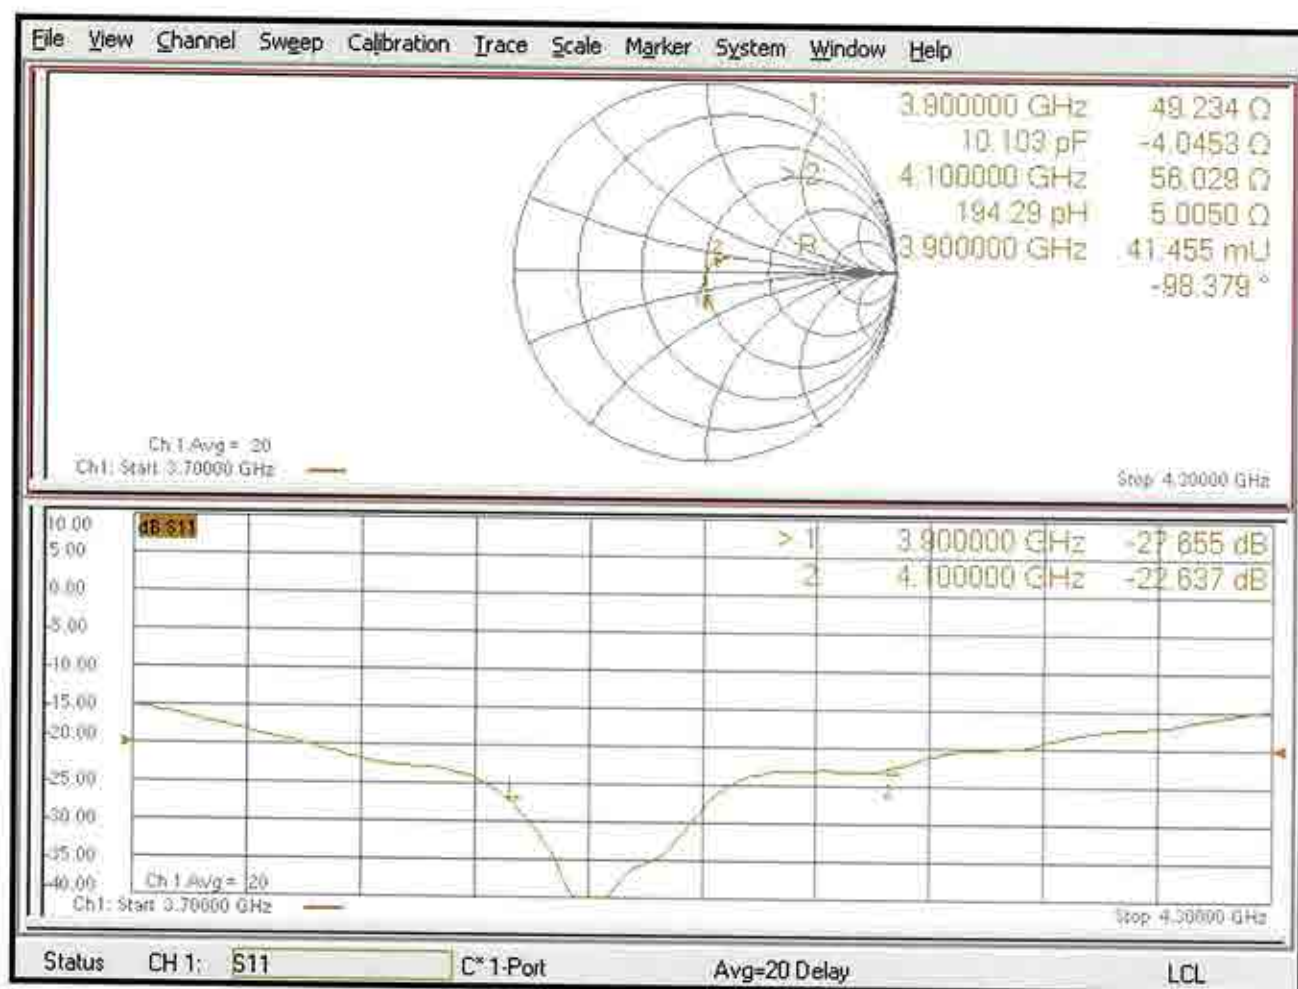 File View Channel Sweep Calibration Trace Scale Marker System Window Help
1: 3.900000 GHz 49.234 Ω
10.103 pF -4.0453 Ω
> 2: 4.100000 GHz 56.029 Ω
194.29 pH 5.0050 Ω
R: 3.900000 GHz 41.455 mU
-98.379 °
2
1
Ch 1 Avg = 20
Ch1: Start 3.70000 GHz
Stop 4.30000 GHz
dB S11
10.00
5.00
0.00
-5.00
-10.00
-15.00
-20.00
-25.00
-30.00
-35.00
-40.00
> 1: 3.900000 GHz -27.655 dB
2: 4.100000 GHz -22.637 dB
1
2
Ch 1 Avg = 20
Ch1: Start 3.70000 GHz
Stop 4.30000 GHz
Status CH 1: S11 C* 1-Port Avg=20 Delay LCL